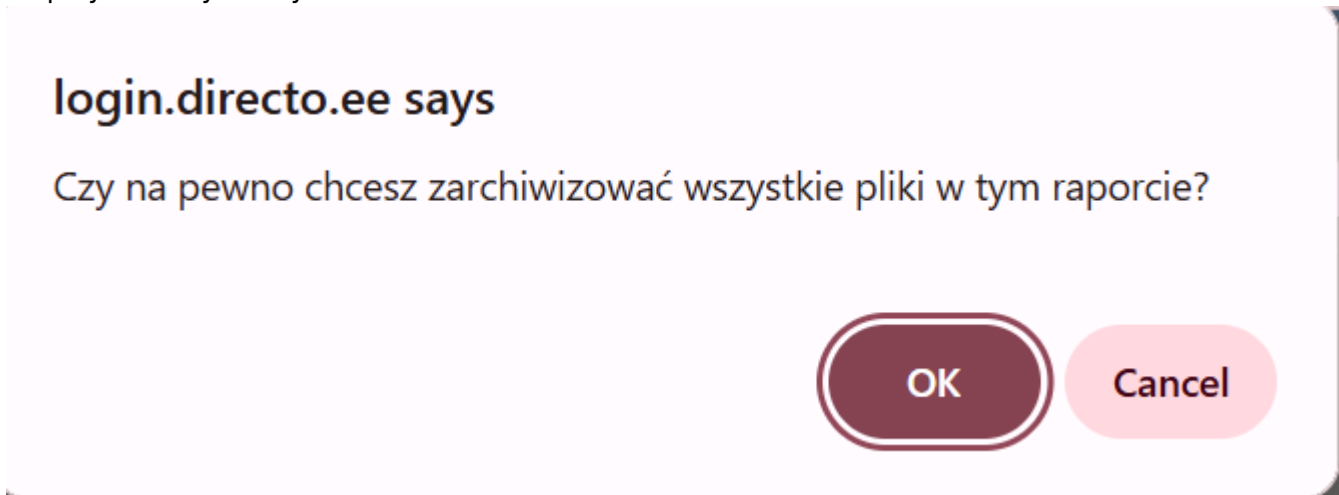 login.directo.ee says
Czy na pewno chcesz zarchiwizować wszystkie pliki w tym raporcie?
OK
Cancel